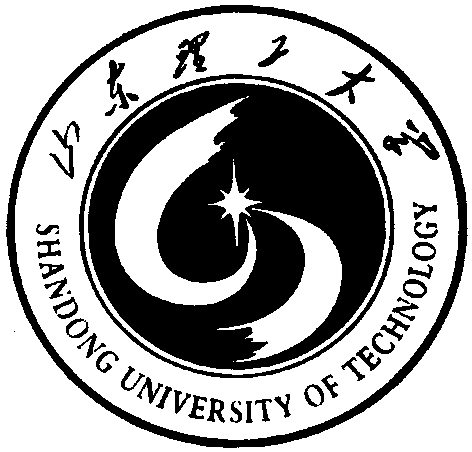 山东理工大学
SHANDONG UNIVERSITY OF TECHNOLOGY